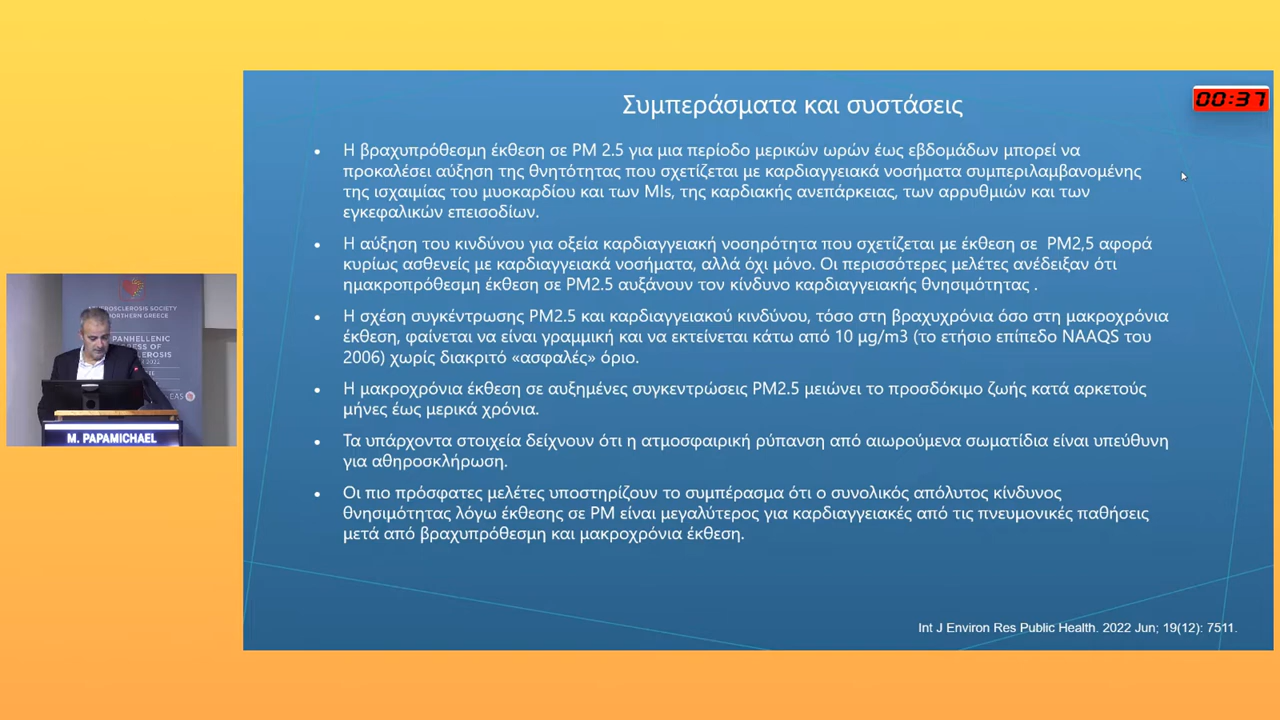 Συμπεράσματα και συστάσεις
00:37
• Η βραχυπρόθεσμη έκθεση σε PM 2.5 για μια περίοδο μερικών ωρών έως εβδομάδων μπορεί να
προκαλέσει αύξηση της θνητότητας που σχετίζεται με καρδιαγγειακά νοσήματα συμπεριλαμβανομένης
της ισχαιμίας του μυοκαρδίου και των MIs, της καρδιακής ανεπάρκειας, των αρρυθμιών και των
εγκεφαλικών επεισοδίων.
• Η αύξηση του κινδύνου για οξεία καρδιαγγειακή νοσηρότητα που σχετίζεται με έκθεση σε PM2,5 αφορά
κυρίως ασθενείς με καρδιαγγειακά νοσήματα, αλλά όχι μόνο. Οι περισσότερες μελέτες ανέδειξαν ότι
ημακροπρόθεσμη έκθεση σε PM2.5 αυξάνουν τον κίνδυνο καρδιαγγειακής θνησιμότητας .
• Η σχέση συγκέντρωσης PM2.5 και καρδιαγγειακού κινδύνου, τόσο στη βραχυχρόνια όσο στη μακροχρόνια
έκθεση, φαίνεται να είναι γραμμική και να εκτείνεται κάτω από 10 μg/m3 (το ετήσιο επίπεδο NAAQS του
2006) χωρίς διακριτό «ασφαλές» όριο.
• Η μακροχρόνια έκθεση σε αυξημένες συγκεντρώσεις PM2.5 μειώνει το προσδόκιμο ζωής κατά αρκετούς
μήνες έως μερικά χρόνια.
• Τα υπάρχοντα στοιχεία δείχνουν ότι η ατμοσφαιρική ρύπανση από αιωρούμενα σωματίδια είναι υπεύθυνη
για αθηροσκλήρωση.
• Οι πιο πρόσφατες μελέτες υποστηρίζουν το συμπέρασμα ότι ο συνολικός απόλυτος κίνδυνος
θνησιμότητας λόγω έκθεσης σε PM είναι μεγαλύτερος για καρδιαγγειακές από τις πνευμονικές παθήσεις
μετά από βραχυπρόθεσμη και μακροχρόνια έκθεση.
Int J Environ Res Public Health. 2022 Jun; 19(12): 7511.
SOCIETY
NORTHERN GREECE
PANHELLENIC
M. PAPAMICHAEL